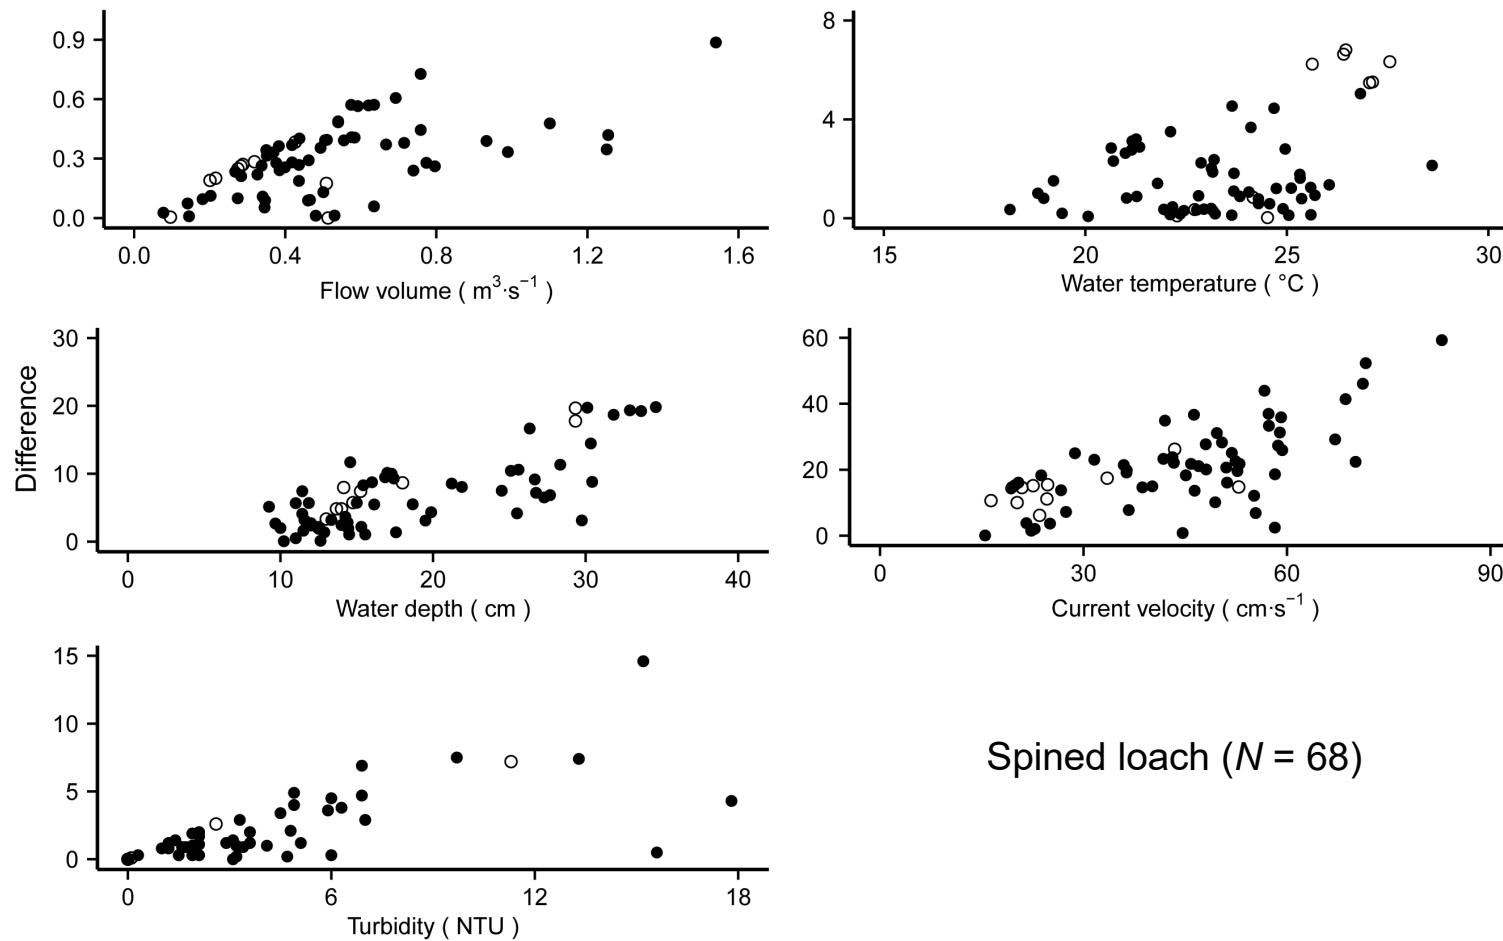 0.9
0.6
0.3
0.0
0.0 0.4 0.8 1.2 1.6
Flow volume ( m³·s⁻¹ )
8
4
0
15 20 25 30
Water temperature ( °C )
Difference
30
20
10
0
0 10 20 30 40
Water depth ( cm )
60
40
20
0
0 30 60 90
Current velocity ( cm·s⁻¹ )
15
10
5
0
0 6 12 18
Turbidity ( NTU )
Spined loach (N = 68)